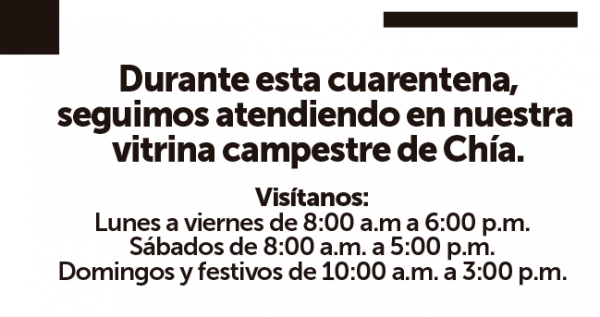 Durante esta cuarentena,
seguimos atendiendo en nuestra
vitrina campestre de Chía.
Visítanos:
Lunes a viernes de 8:00 a.m a 6:00 p.m.
Sábados de 8:00 a.m. a 5:00 p.m.
Domingos y festivos de 10:00 a.m. a 3:00 p.m.